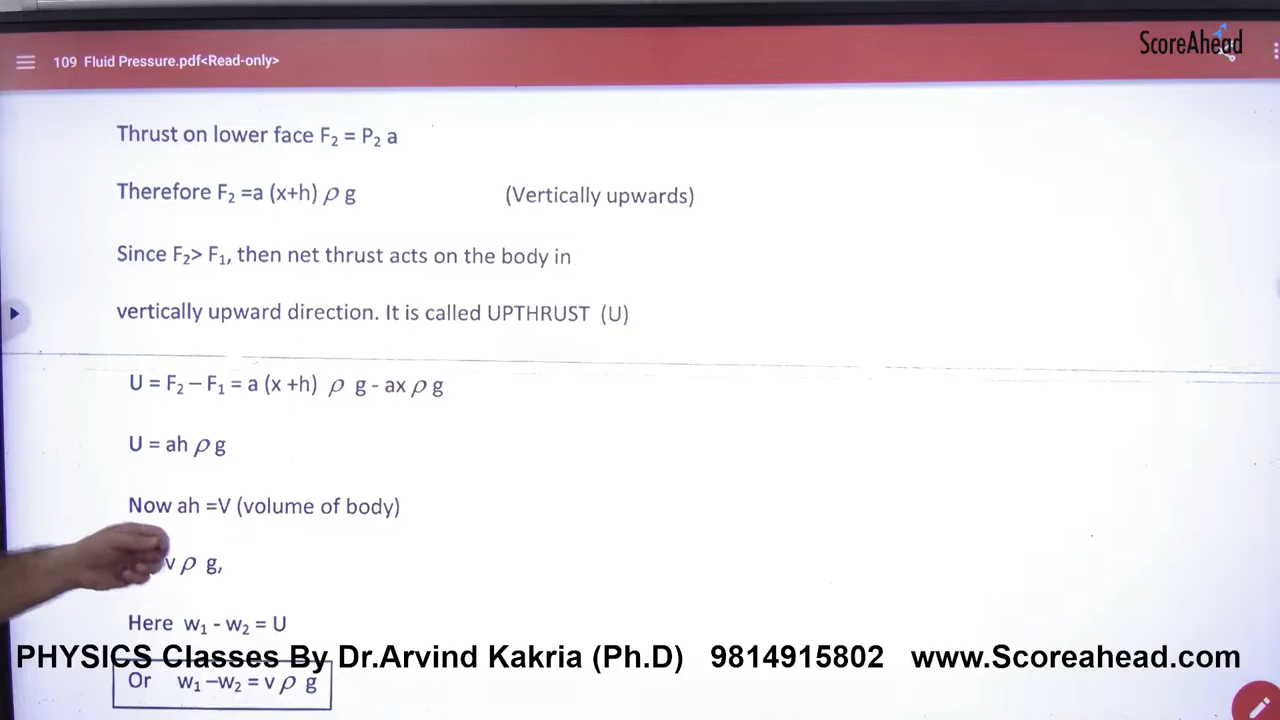 ScoreAhead
109 Fluid Pressure.pdf<Read-only>
Thrust on lower face F₂ = P₂ a
Therefore F₂ =a (x+h) ρ g (Vertically upwards)
Since F₂> F₁, then net thrust acts on the body in
vertically upward direction. It is called UPTHRUST (U)
U = F₂ – F₁ = a (x +h) ρ g - ax ρ g
U = ah ρ g
Now ah =V (volume of body)
v ρ g,
Here w₁ - w₂ = U
PHYSICS Classes By Dr.Arvind Kakria (Ph.D) 9814915802 www.Scoreahead.com
Or w₁ –w₂ = v ρ g